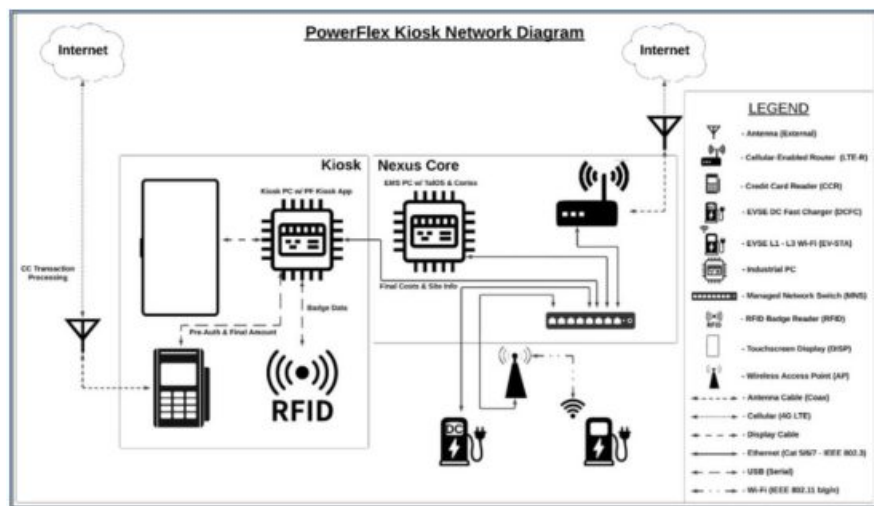 PowerFlex Kiosk Network Diagram
Internet
Internet
LEGEND
- Antenna (External)
- Cellular-Enabled Router (LTE-R)
- Credit Card Reader (CCR)
- EVSE DC Fast Charger (DCFC)
- EVSE L1 - L3 Wi-Fi (EV-STA)
- Industrial PC
- Managed Network Switch (MNS)
- RFID Badge Reader (RFID)
RFID
- Touchscreen Display (DISP)
- Wireless Access Point (AP)
- Antenna Cable (Coax)
- Cellular (4G LTE)
- Display Cable
- Ethernet (Cat 5/6/7 - IEEE 802.3)
- USB (Serial)
- Wi-Fi (IEEE 802.11 b/g/n)
Kiosk
Kiosk PC w/ PF Kiosk App
Nexus Core
EMS PC w/ TalOS & Cortex
CC Transaction
Processing
Final Costs & Site Info
Badge Data
Pre-Auth & Final Amount
RFID
DC